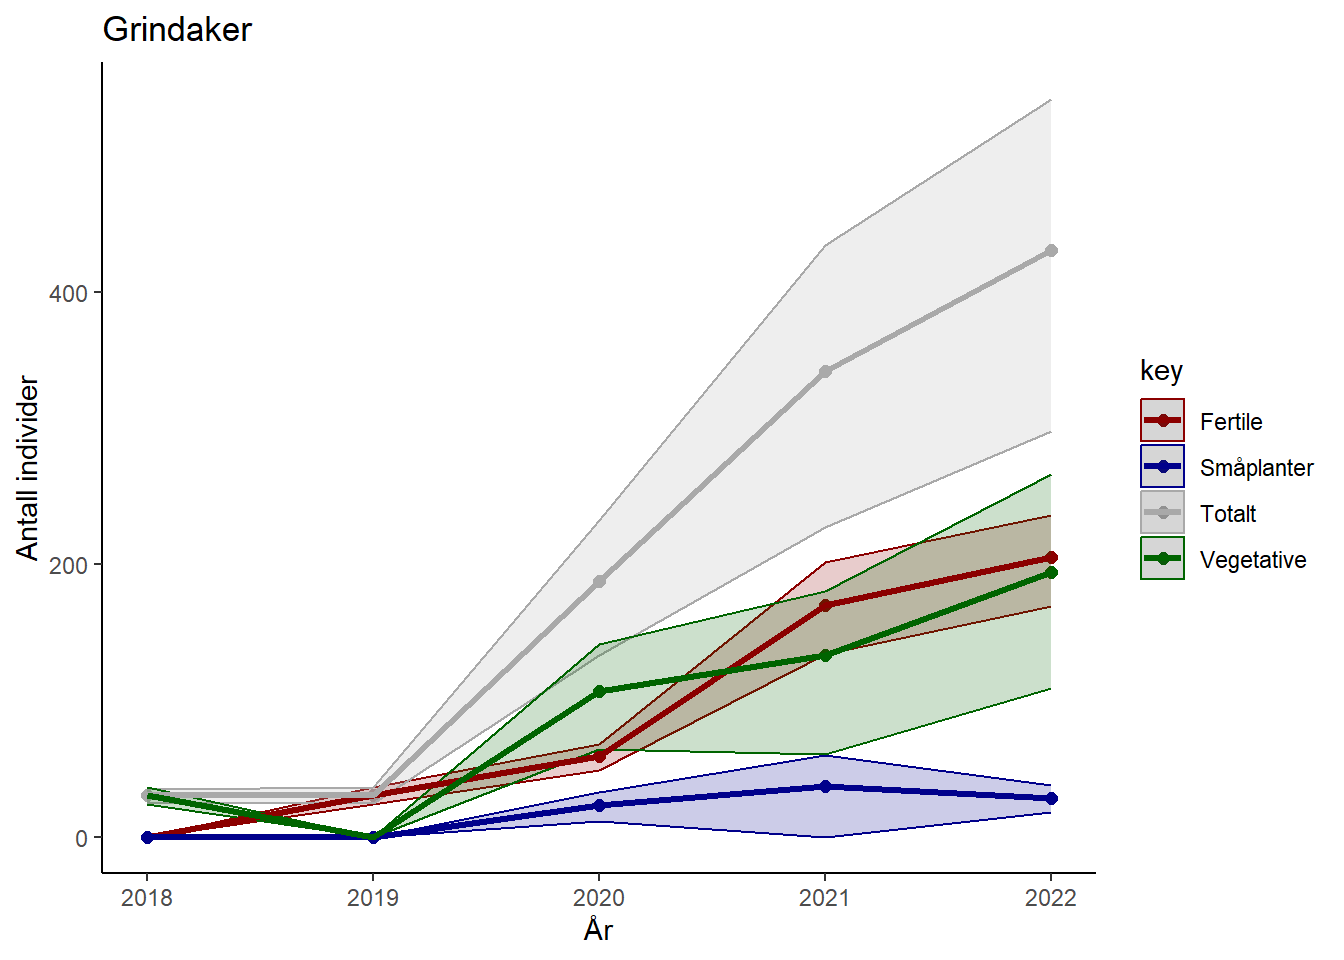 Grindaker
Antall individer
400
200
0
2018 2019 2020 2021 2022
År
key
Fertile
Småplanter
Totalt
Vegetative